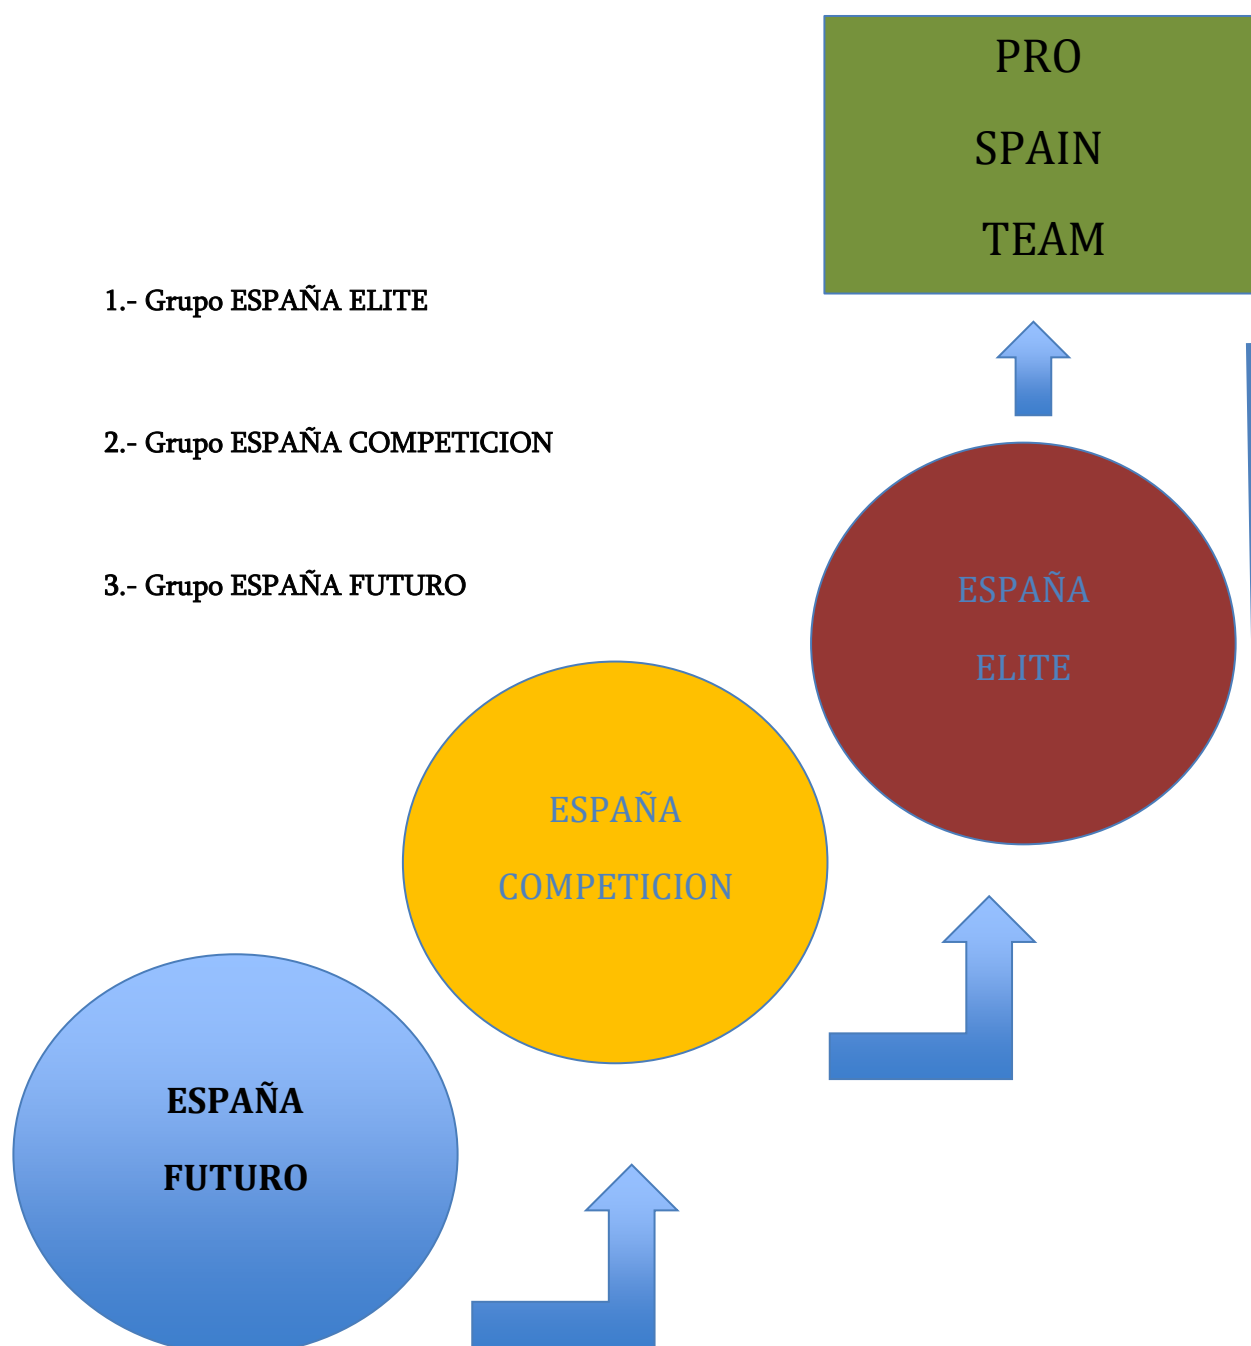 PRO
SPAIN
TEAM
1.- Grupo ESPAÑA ELITE
2.- Grupo ESPAÑA COMPETICION
3.- Grupo ESPAÑA FUTURO
ESPAÑA
ELITE
ESPAÑA
COMPETICION
ESPAÑA
FUTURO